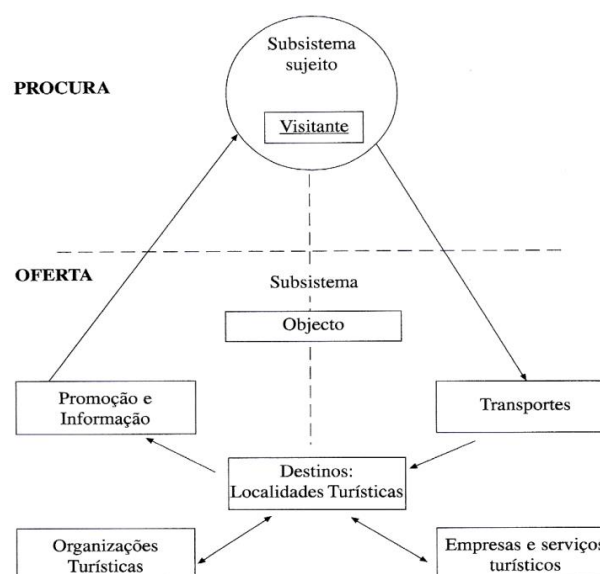 Subsistema
sujeito
PROCURA
Visitante
OFERTA
Subsistema
Objecto
Promoção e
Informação
Transportes
Destinos:
Localidades Turísticas
Organizações
Turísticas
Empresas e serviços
turísticos